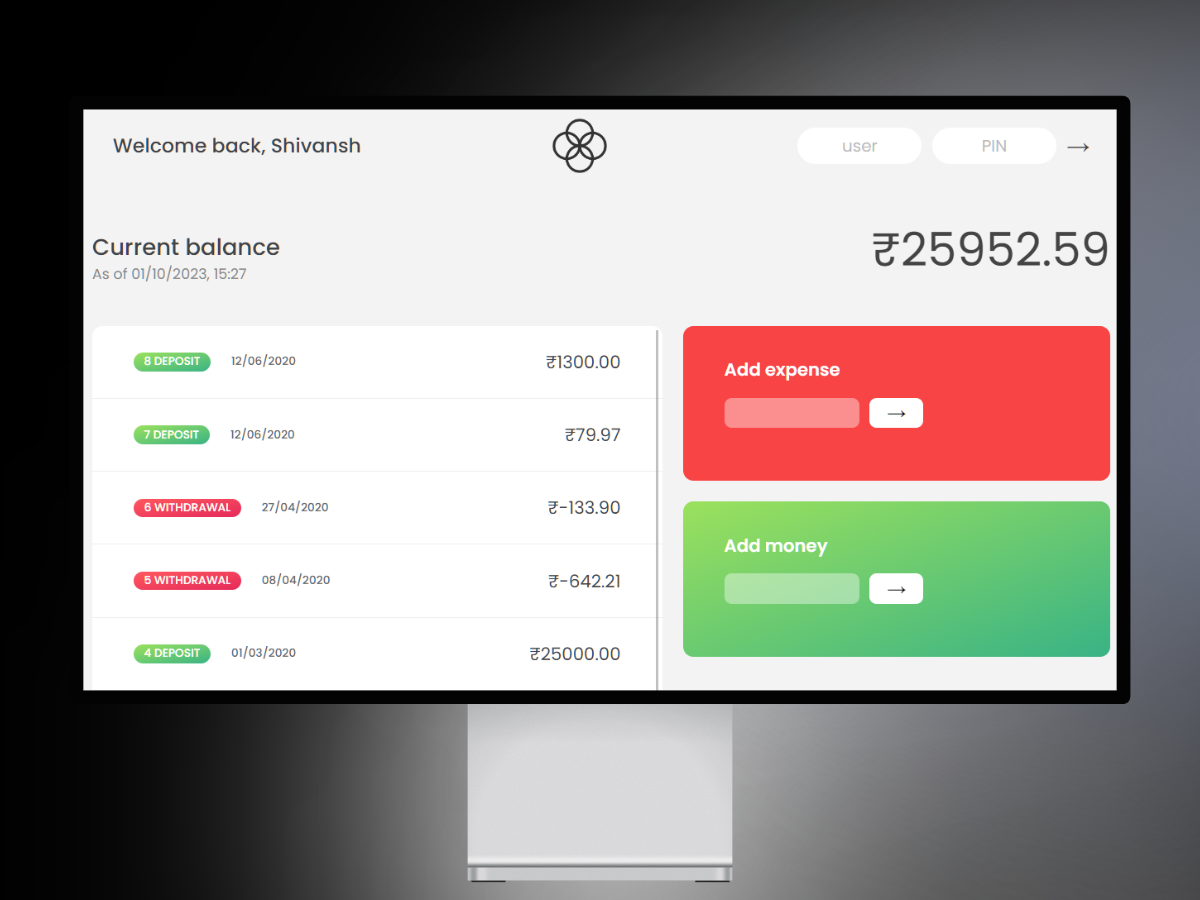 Welcome back, Shivansh
user
PIN
→
Current balance
As of 01/10/2023, 15:27
₹25952.59
8 DEPOSIT 12/06/2020 ₹1300.00
7 DEPOSIT 12/06/2020 ₹79.97
6 WITHDRAWAL 27/04/2020 ₹-133.90
5 WITHDRAWAL 08/04/2020 ₹-642.21
4 DEPOSIT 01/03/2020 ₹25000.00
Add expense
→
Add money
→